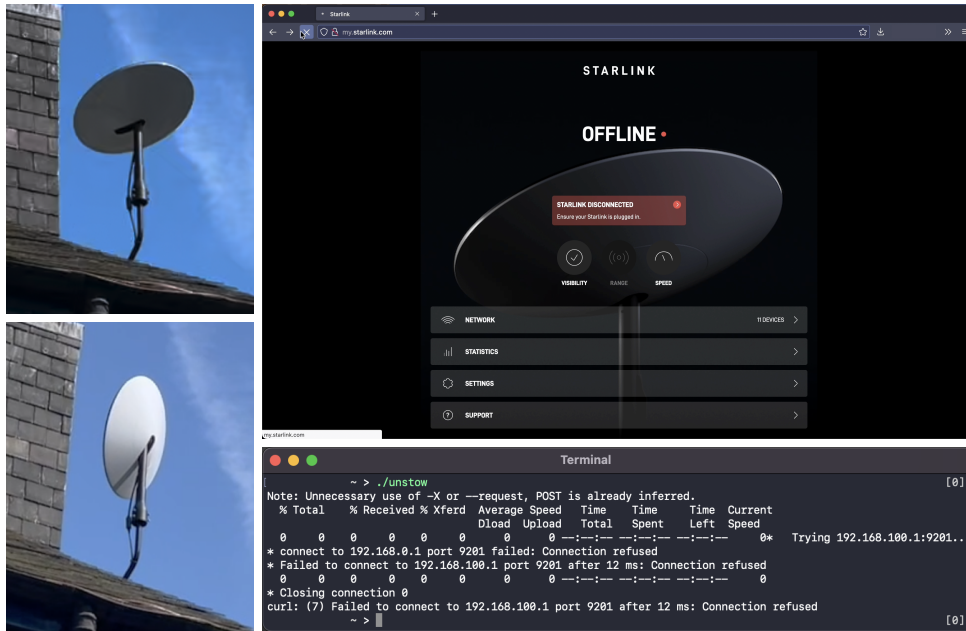 Starlink
my.starlink.com
STARLINK
OFFLINE
STARLINK DISCONNECTED
Ensure your Starlink is plugged in.
VISIBILITY RANGE SPEED
NETWORK 11 DEVICES
STATISTICS
SETTINGS
SUPPORT
my.starlink.com
Terminal
[ ~ > ./unstow [0]
Note: Unnecessary use of -X or --request, POST is already inferred.
% Total % Received % Xferd Average Speed Time Time Time Current
Dload Upload Total Spent Left Speed
0 0 0 0 0 0 0 0 --:--:-- --:--:-- --:--:-- 0* Trying 192.168.100.1:9201..
* connect to 192.168.0.1 port 9201 failed: Connection refused
* Failed to connect to 192.168.100.1 port 9201 after 12 ms: Connection refused
0 0 0 0 0 0 0 0 --:--:-- --:--:-- --:--:-- 0
* Closing connection 0
curl: (7) Failed to connect to 192.168.100.1 port 9201 after 12 ms: Connection refused
~ > [0]